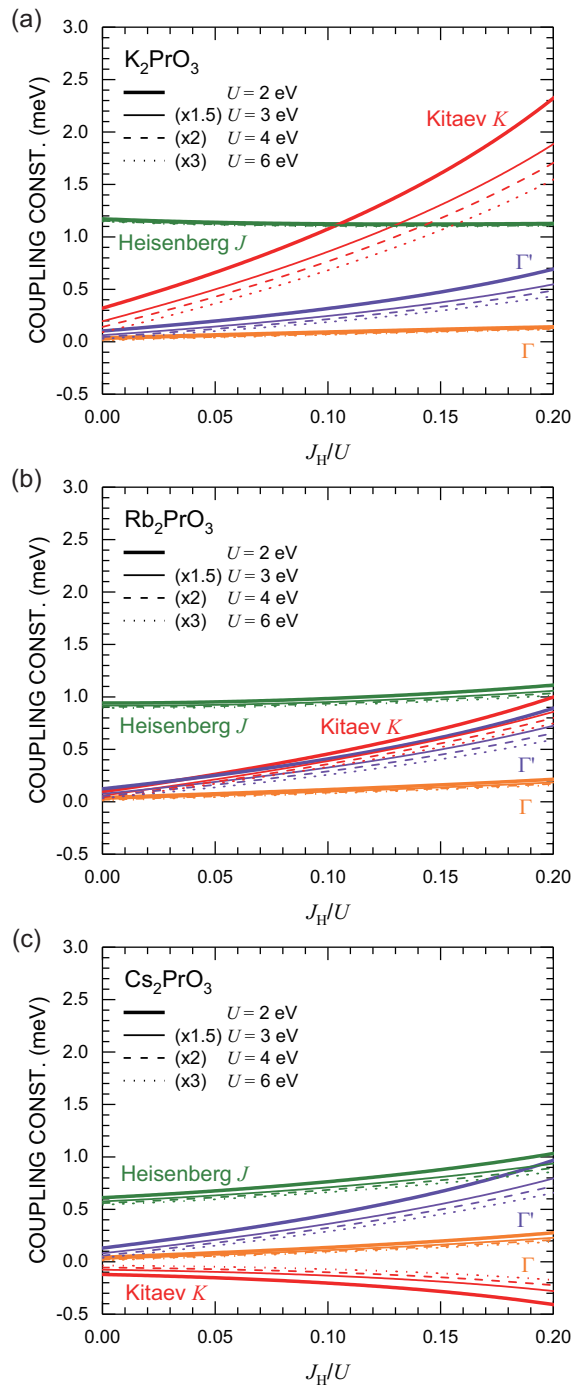 (a)
K₂PrO₃
U = 2 eV
(x1.5) U = 3 eV
(x2) U = 4 eV
(x3) U = 6 eV
Kitaev K
Heisenberg J
Γ'
Γ
COUPLING CONST. (meV)
3.0
2.5
2.0
1.5
1.0
0.5
0.0
-0.5
0.00 0.05 0.10 0.15 0.20
J_H/U
(b)
Rb₂PrO₃
U = 2 eV
(x1.5) U = 3 eV
(x2) U = 4 eV
(x3) U = 6 eV
Heisenberg J
Kitaev K
Γ'
Γ
COUPLING CONST. (meV)
3.0
2.5
2.0
1.5
1.0
0.5
0.0
-0.5
0.00 0.05 0.10 0.15 0.20
J_H/U
(c)
Cs₂PrO₃
U = 2 eV
(x1.5) U = 3 eV
(x2) U = 4 eV
(x3) U = 6 eV
Heisenberg J
Γ'
Γ
Kitaev K
COUPLING CONST. (meV)
3.0
2.5
2.0
1.5
1.0
0.5
0.0
-0.5
0.00 0.05 0.10 0.15 0.20
J_H/U